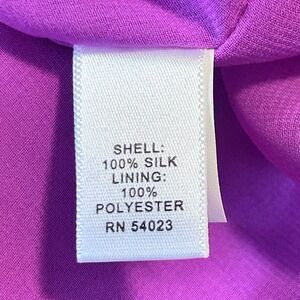 SHELL:
100% SILK
LINING:
100%
POLYESTER
RN 54023